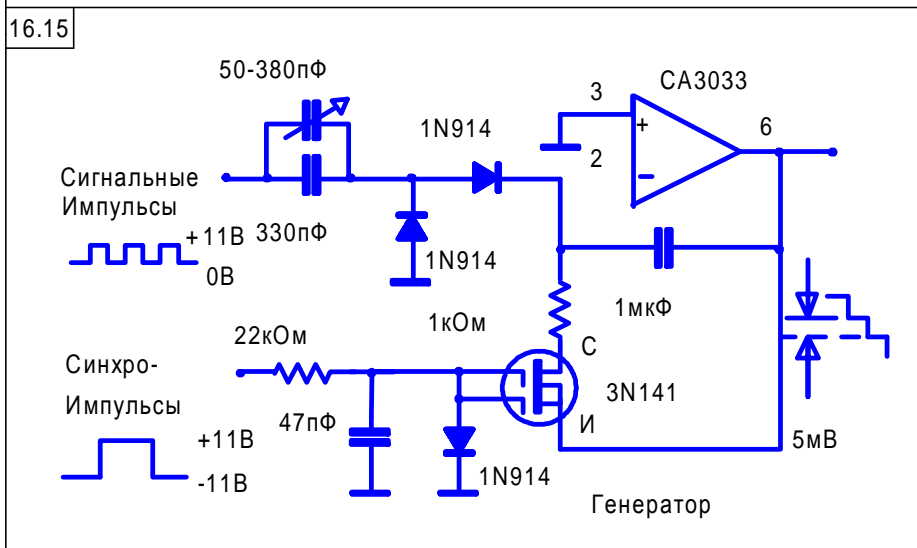 16.15
50-380пФ
CA3033
3
6
1N914
+
2
–
Сигнальные
Импульсы
+11В
330пФ
0В
1N914
1мкФ
1кОм
22кОм
С
Синхро-
3N141
Импульсы
47пФ
И
+11В
5мВ
-11В
1N914
Генератор